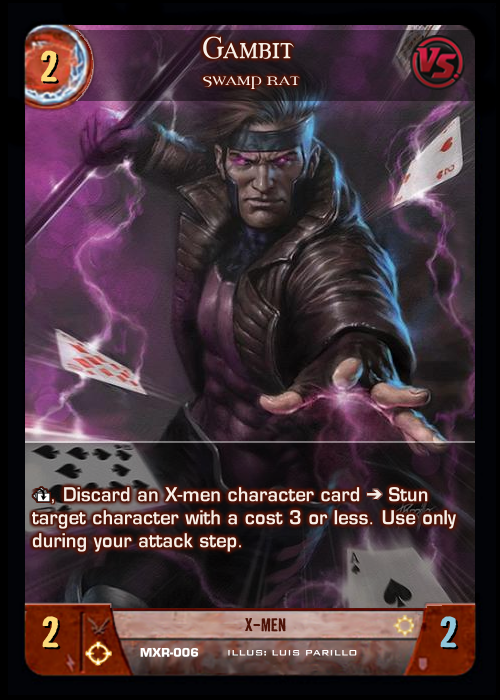 2
GAMBIT
SWAMP RAT
VS
, Discard an X-men character card ➔ Stun
target character with a cost 3 or less. Use only
during your attack step.
2
X-MEN
2
MXR-006
ILLUS: LUIS PARILLO